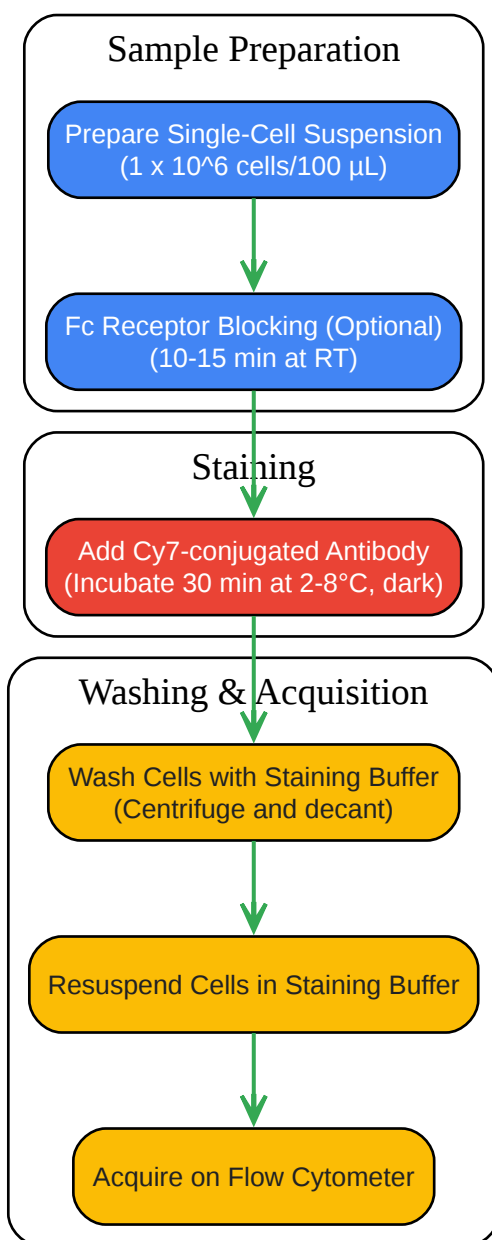 Sample Preparation
Prepare Single-Cell Suspension
(1 x 10^6 cells/100 µL)
Fc Receptor Blocking (Optional)
(10-15 min at RT)
Staining
Add Cy7-conjugated Antibody
(Incubate 30 min at 2-8°C, dark)
Washing & Acquisition
Wash Cells with Staining Buffer
(Centrifuge and decant)
Resuspend Cells in Staining Buffer
Acquire on Flow Cytometer